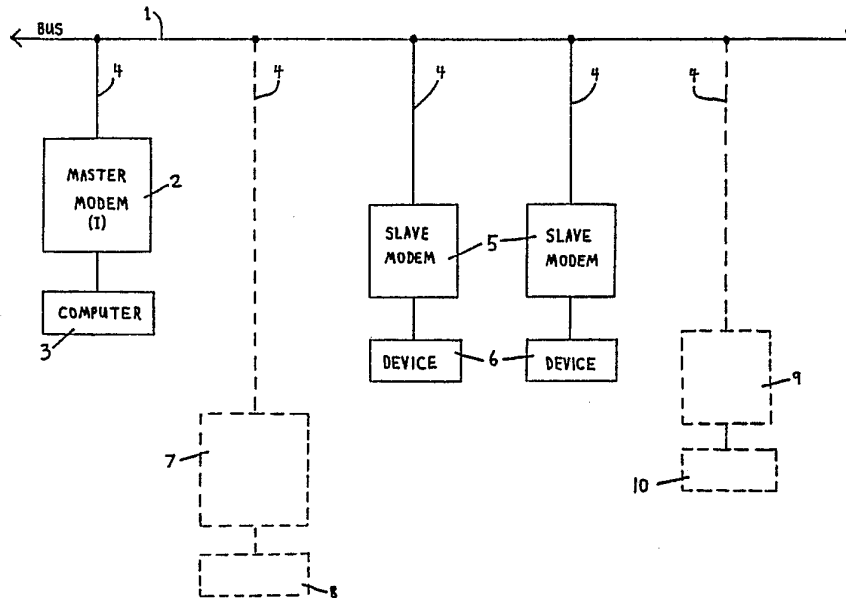 BUS
1
4
4
4
4
4
MASTER
MODEM
(I)
2
COMPUTER
3
SLAVE
MODEM
5
SLAVE
MODEM
DEVICE
6
DEVICE
7
8
9
10